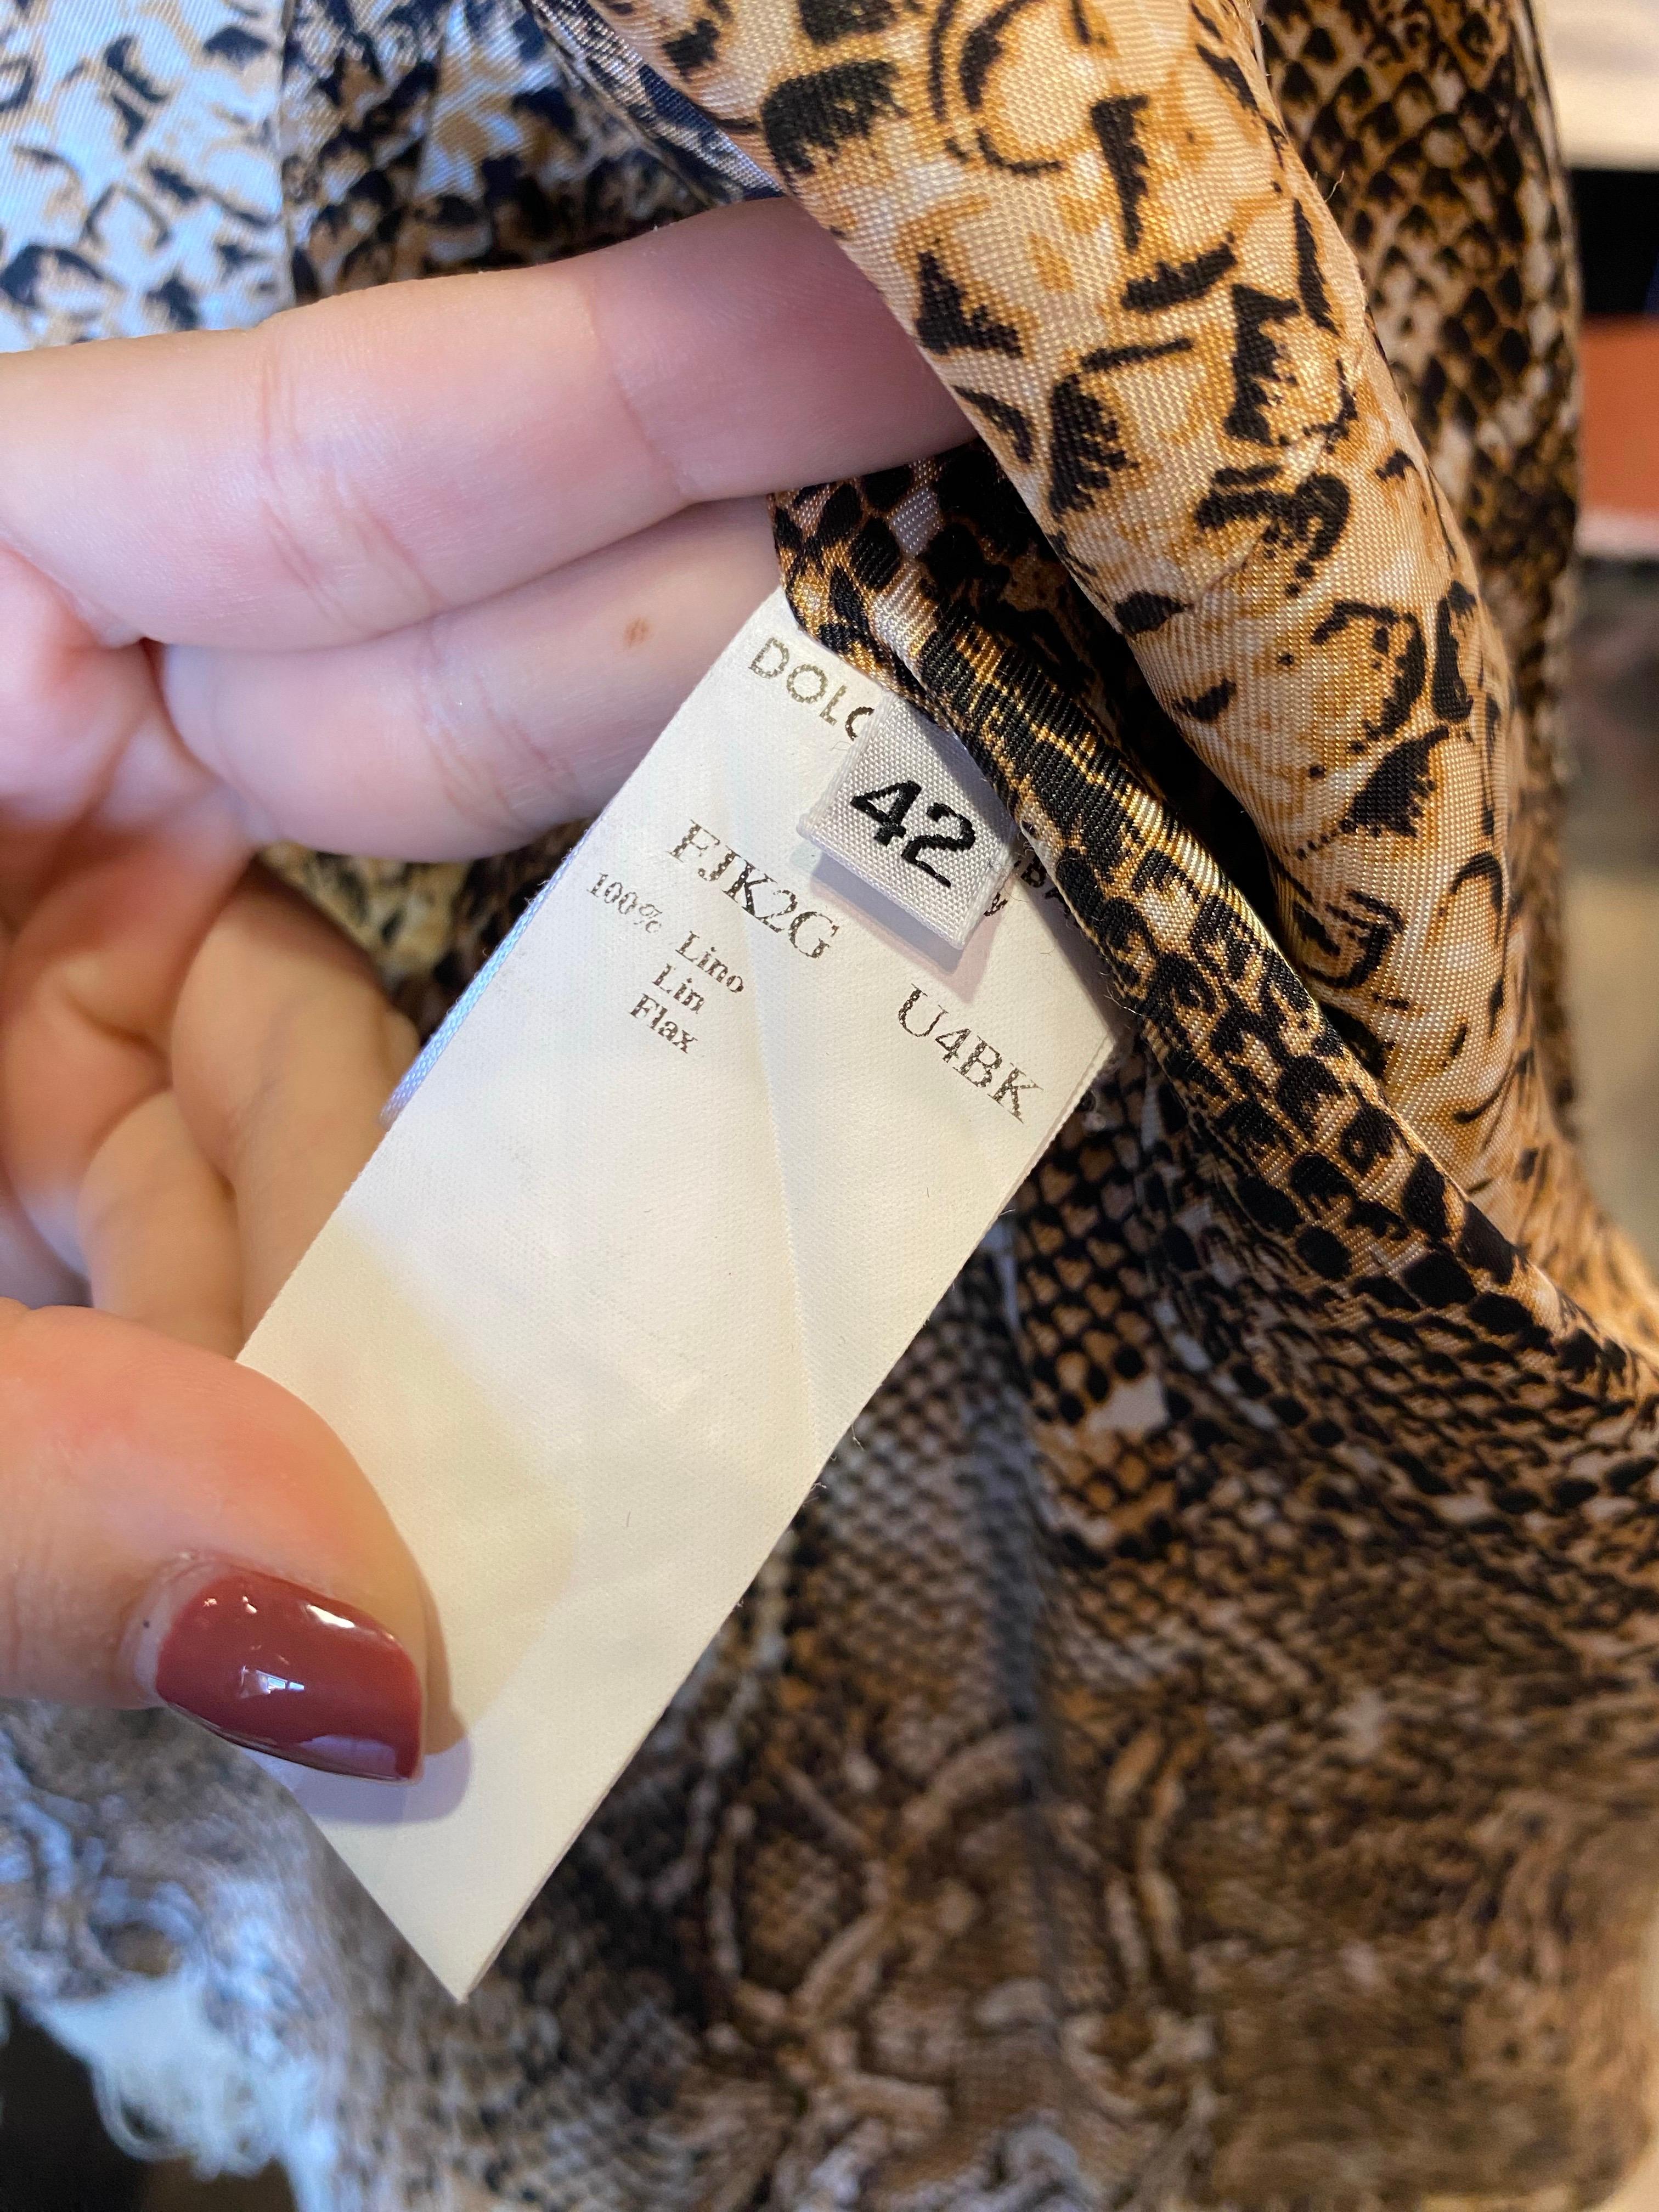 DOLC
42
FJK2G U4BK
100% Lino
Lin
Flax